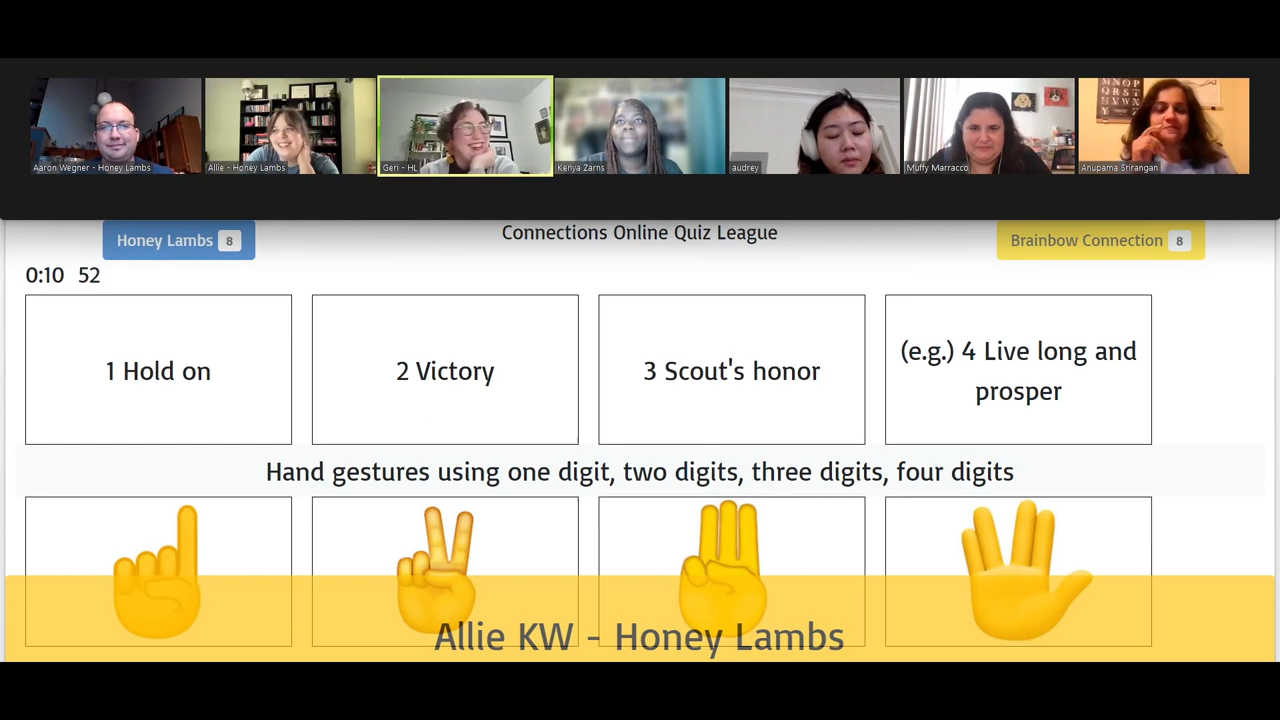 Aaron Wegner - Honey Lambs
Allie - Honey Lambs
Geri - HL
Kenya Zarns
audrey
Muffy Marracco
Anupama Srirangan
Honey Lambs 8
Connections Online Quiz League
Brainbow Connection 8
0:10 52
1 Hold on
2 Victory
3 Scout's honor
(e.g.) 4 Live long and
prosper
Hand gestures using one digit, two digits, three digits, four digits
Allie KW - Honey Lambs